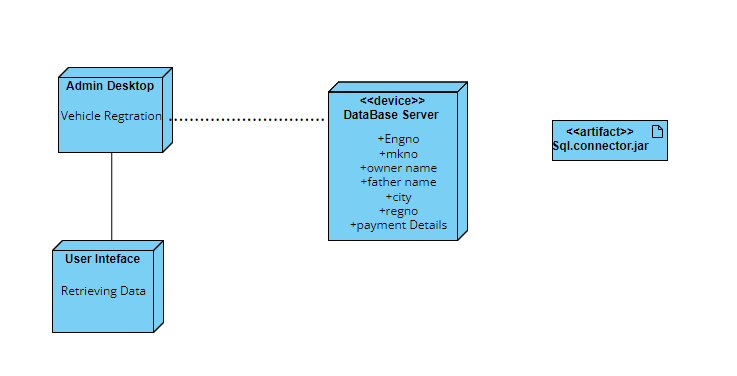 Admin Desktop
Vehicle Regtration
<<device>>
DataBase Server
+Engno
+mkno
+owner name
+father name
+city
+regno
+payment Details
<<artifact>>
Sql.connector.jar
User Inteface
Retrieving Data